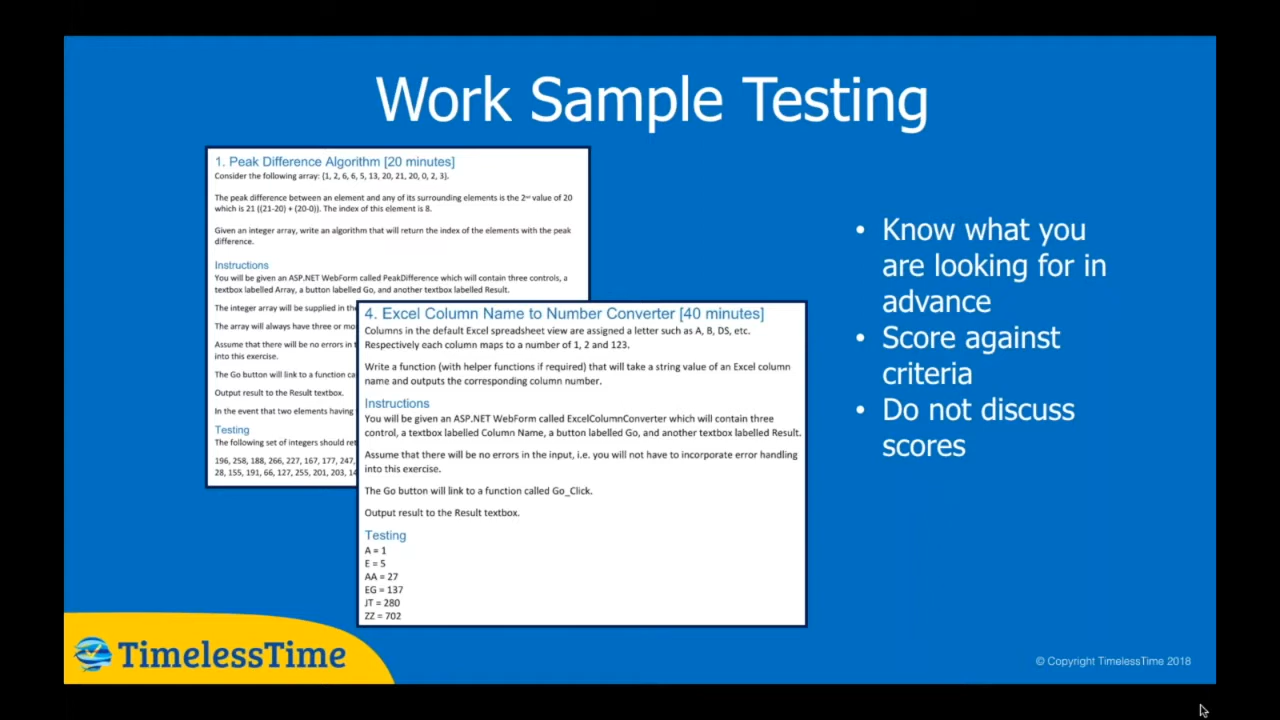 Work Sample Testing
1. Peak Difference Algorithm [20 minutes]
Consider the following array: {1, 2, 6, 6, 5, 13, 20, 21, 20, 0, 2, 3}.
The peak difference between an element and any of its surrounding elements is the 2nd value of 20
which is 21 ((21-20) + (20-0)). The index of this element is 8.
Given an integer array, write an algorithm that will return the index of the elements with the peak
difference.
Instructions
You will be given an ASP.NET WebForm called PeakDifference which will contain three controls, a
textbox labelled Array, a button labelled Go, and another textbox labelled Result.
The integer array will be supplied in the
The array will always have three or mo
Assume that there will be no errors in
into this exercise.
The Go button will link to a function ca
Output result to the Result textbox.
In the event that two elements having
Testing
The following set of integers should ret
196, 258, 188, 266, 227, 167, 177, 247,
28, 155, 191, 66, 127, 255, 201, 203, 14
4. Excel Column Name to Number Converter [40 minutes]
Columns in the default Excel spreadsheet view are assigned a letter such as A, B, DS, etc.
Respectively each column maps to a number of 1, 2 and 123.
Write a function (with helper functions if required) that will take a string value of an Excel column
name and outputs the corresponding column number.
Instructions
You will be given an ASP.NET WebForm called ExcelColumnConverter which will contain three
control, a textbox labelled Column Name, a button labelled Go, and another textbox labelled Result.
Assume that there will be no errors in the input, i.e. you will not have to incorporate error handling
into this exercise.
The Go button will link to a function called Go_Click.
Output result to the Result textbox.
Testing
A = 1
E = 5
AA = 27
EG = 137
JT = 280
ZZ = 702
• Know what you
are looking for in
advance
• Score against
criteria
• Do not discuss
scores
TimelessTime
© Copyright TimelessTime 2018